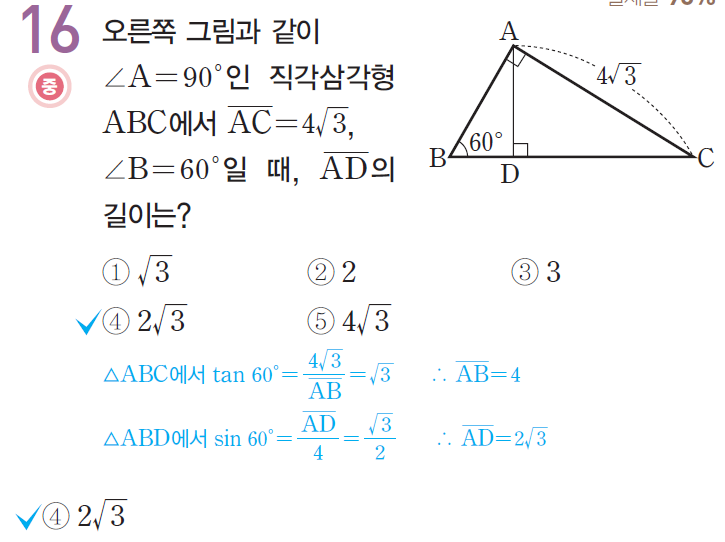 16 오른쪽 그림과 같이
중 ∠A=90°인 직각삼각형
ABC에서 AC=4√3,
∠B=60°일 때, AD의
길이는?
A
4√3
60°
B
D
C
① √3 ② 2 ③ 3
④ 2√3 ⑤ 4√3
△ABC에서 tan 60°=4√3/AB=√3 ∴ AB=4
△ABD에서 sin 60°=AD/4=√3/2 ∴ AD=2√3
④ 2√3